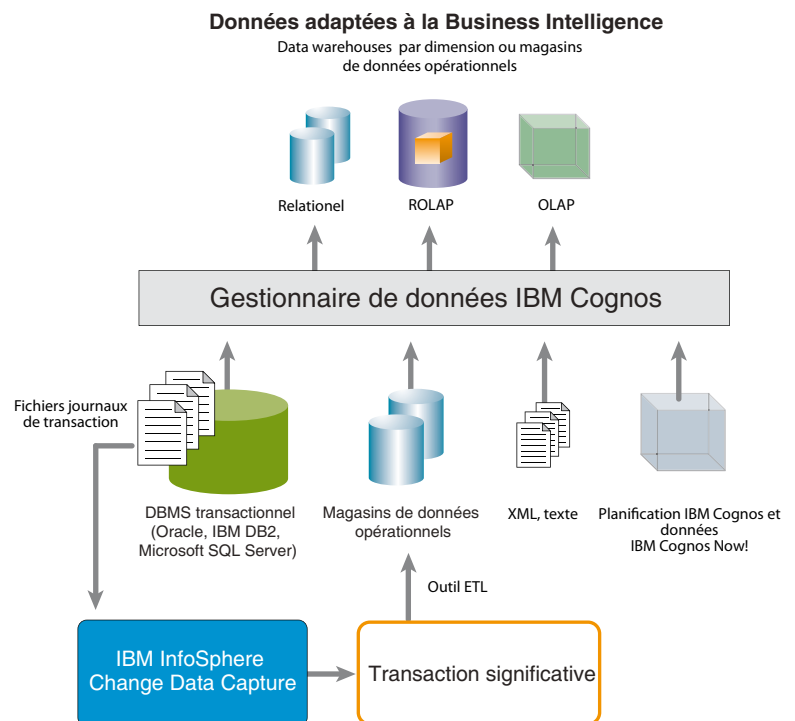 Données adaptées à la Business Intelligence
Data warehouses par dimension ou magasins
de données opérationnels
Relationel
ROLAP
OLAP
Gestionnaire de données IBM Cognos
Fichiers journaux
de transaction
DBMS transactionnel
(Oracle, IBM DB2,
Microsoft SQL Server)
Magasins de données
opérationnels
XML, texte
Planification IBM Cognos et
données
IBM Cognos Now!
Outil ETL
IBM InfoSphere
Change Data Capture
Transaction significative